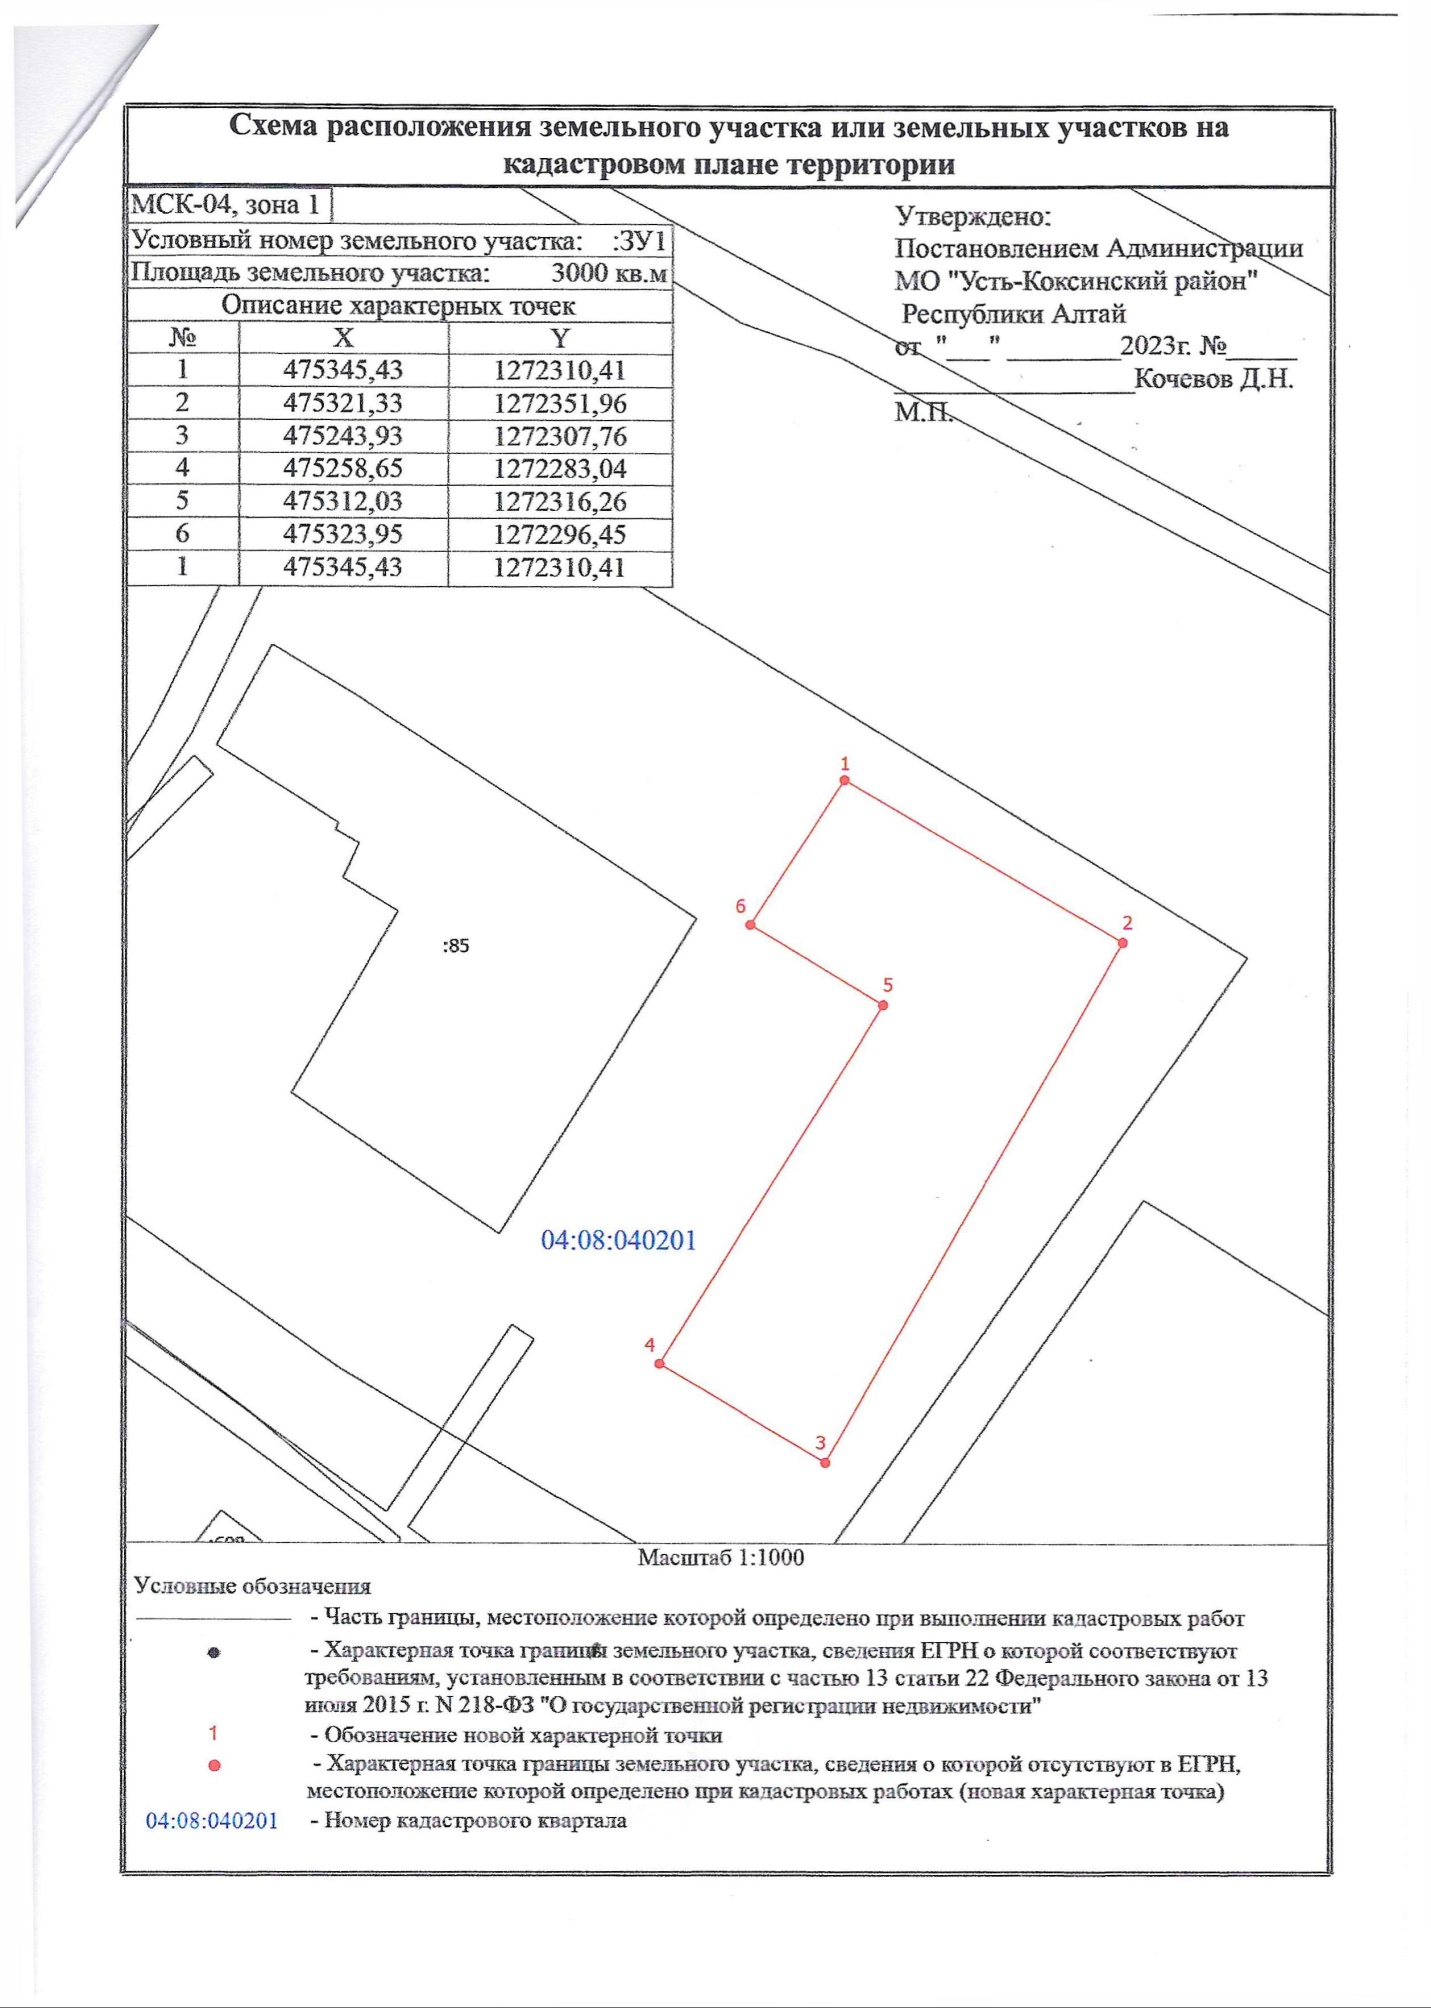 Схема расположения земельного участка или земельных участков на
кадастровом плане территории
МСК-04, зона 1
Условный номер земельного участка: :ЗУ1
Площадь земельного участка: 3000 кв.м
Описание характерных точек
№ X Y
1 475345,43 1272310,41
2 475321,33 1272351,96
3 475243,93 1272307,76
4 475258,65 1272283,04
5 475312,03 1272316,26
6 475323,95 1272296,45
1 475345,43 1272310,41
Утверждено:
Постановлением Администрации
МО "Усть-Коксинский район"
Республики Алтай
от "___" ________2023г. №_____
_________________Кочевов Д.Н.
М.П.
1
6
2
:85
5
04:08:040201
4
3
Масштаб 1:1000
Условные обозначения
- Часть границы, местоположение которой определено при выполнении кадастровых работ
- Характерная точка границы земельного участка, сведения ЕГРН о которой соответствуют
требованиям, установленным в соответствии с частью 13 статьи 22 Федерального закона от 13
июля 2015 г. N 218-ФЗ "О государственной регистрации недвижимости"
1 - Обозначение новой характерной точки
- Характерная точка границы земельного участка, сведения о которой отсутствуют в ЕГРН,
местоположение которой определено при кадастровых работах (новая характерная точка)
04:08:040201 - Номер кадастрового квартала